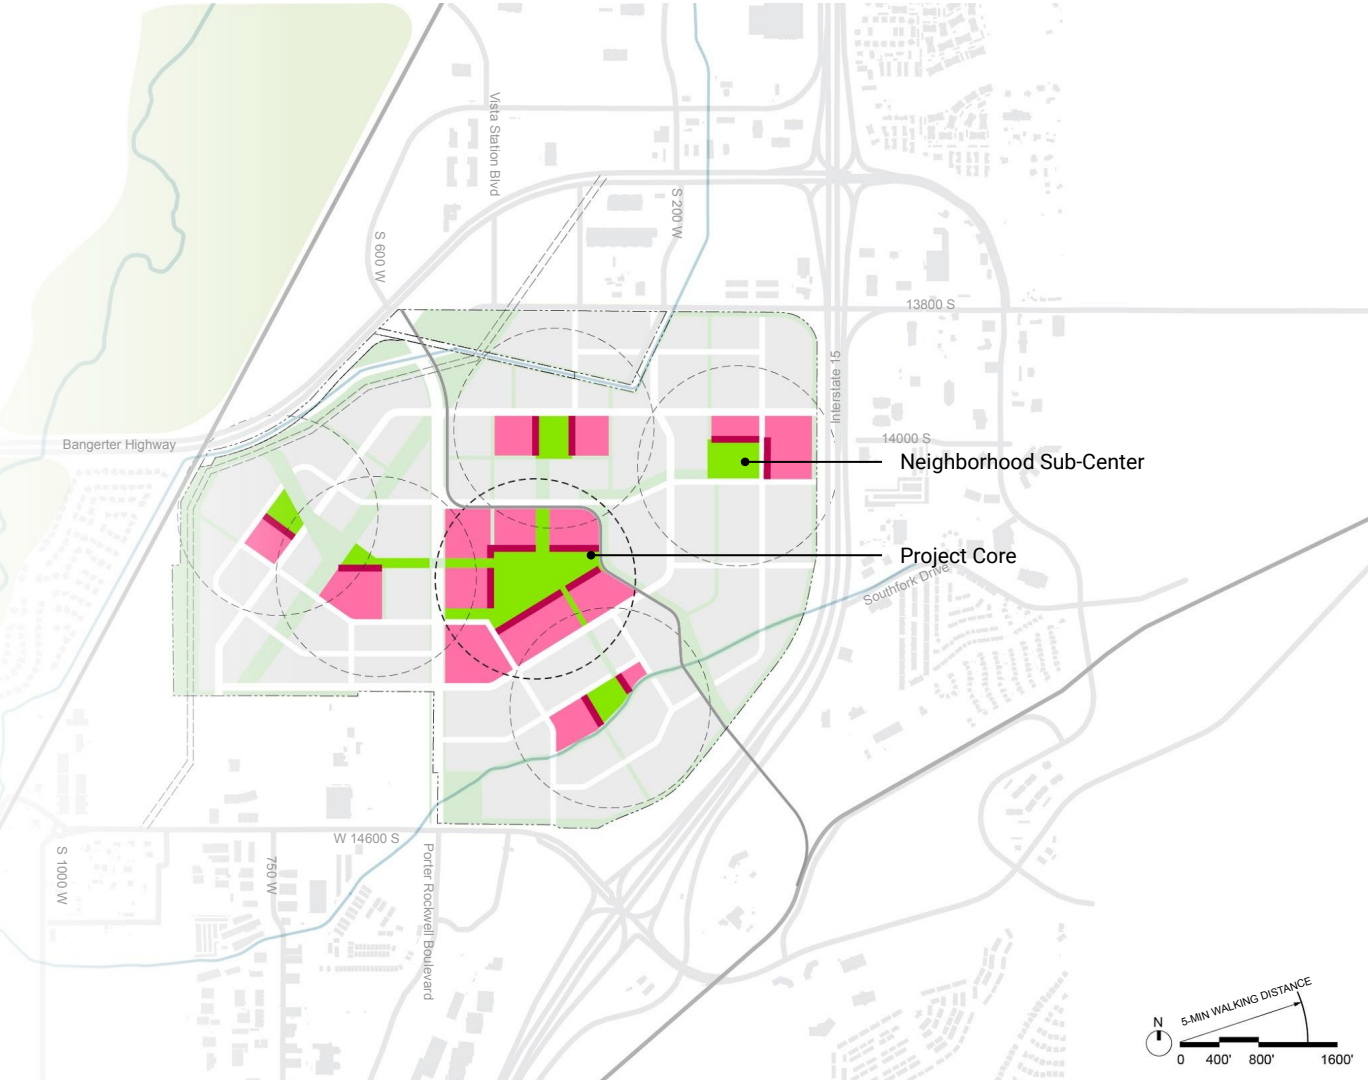 Vista Station Blvd
S 200 W
S 600 W
13800 S
Interstate 15
Bangerter Highway
14000 S
Neighborhood Sub-Center
Project Core
Southfork Drive
W 14600 S
S 1000 W
750 W
Porter Rockwell Boulevard
5-MIN WALKING DISTANCE
N
0 400' 800' 1600'